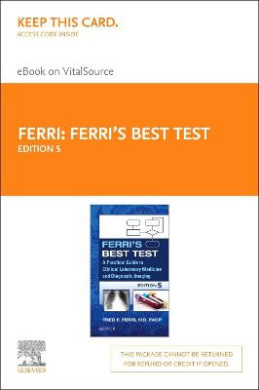 KEEP THIS CARD.
ACCESS CODE INSIDE
eBook on VitalSource
FERRI: FERRI'S BEST TEST
EDITION 5
FERRI'S
BEST TEST
A Practical Guide to
Clinical Laboratory Medicine
and Diagnostic Imaging
EDITION 5
FRED F. FERRI, MD, FACP
ELSEVIER
ELSEVIER
THIS PACKAGE CANNOT BE RETURNED
FOR REFUND OR CREDIT IF OPENED.